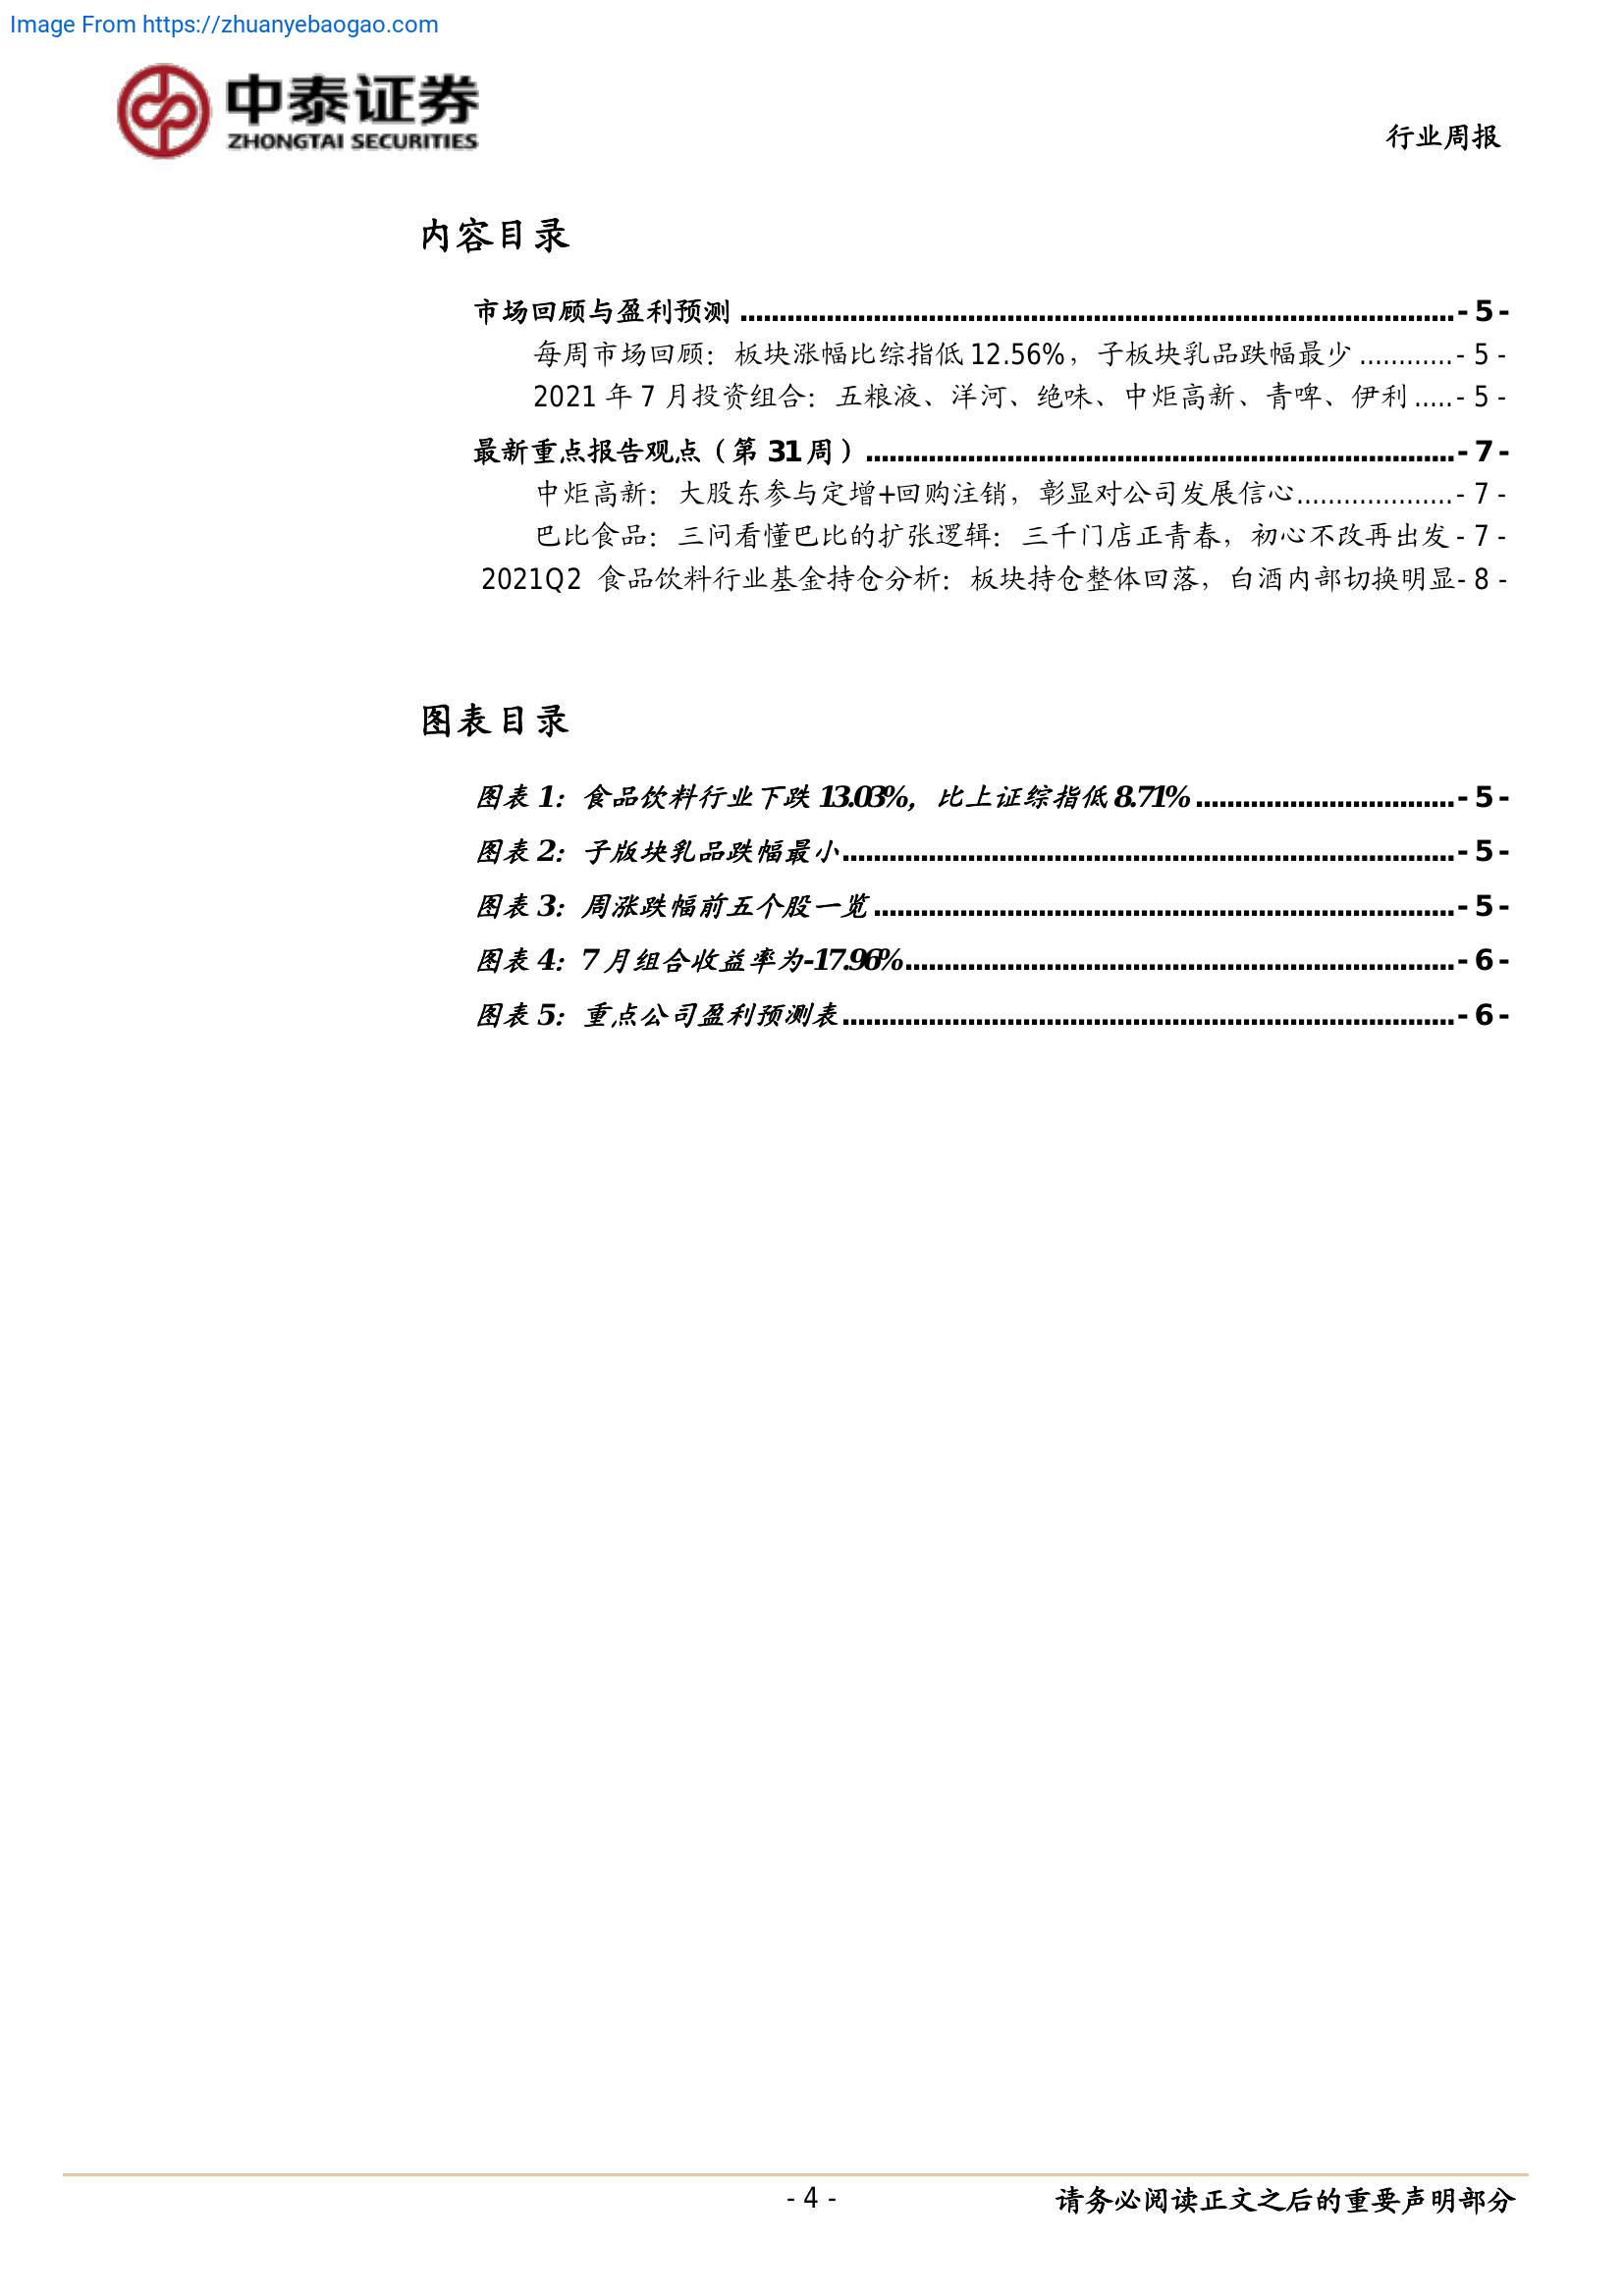 Image From https://zhuanyebaogao.com
中泰证券
ZHONGTAI SECURITIES
行业周报
内容目录
市场回顾与盈利预测 ........................................................................................... - 5 -
每周市场回顾：板块涨幅比综指低 12.56%，子板块乳品跌幅最少 ............ - 5 -
2021 年 7 月投资组合：五粮液、洋河、绝味、中炬高新、青啤、伊利 ..... - 5 -
最新重点报告观点（第 31 周） ........................................................................... - 7 -
中炬高新：大股东参与定增+回购注销，彰显对公司发展信心 .................... - 7 -
巴比食品：三问看懂巴比的扩张逻辑：三千门店正青春，初心不改再出发 - 7 -
2021Q2 食品饮料行业基金持仓分析：板块持仓整体回落，白酒内部切换明显- 8 -
图表目录
图表 1：食品饮料行业下跌 13.03%，比上证综指低 8.71% ................................. - 5 -
图表 2：子版块乳品跌幅最小 .............................................................................. - 5 -
图表 3：周涨跌幅前五个股一览 .......................................................................... - 5 -
图表 4：7 月组合收益率为-17.96% ...................................................................... - 6 -
图表 5：重点公司盈利预测表 .............................................................................. - 6 -
- 4 -
请务必阅读正文之后的重要声明部分